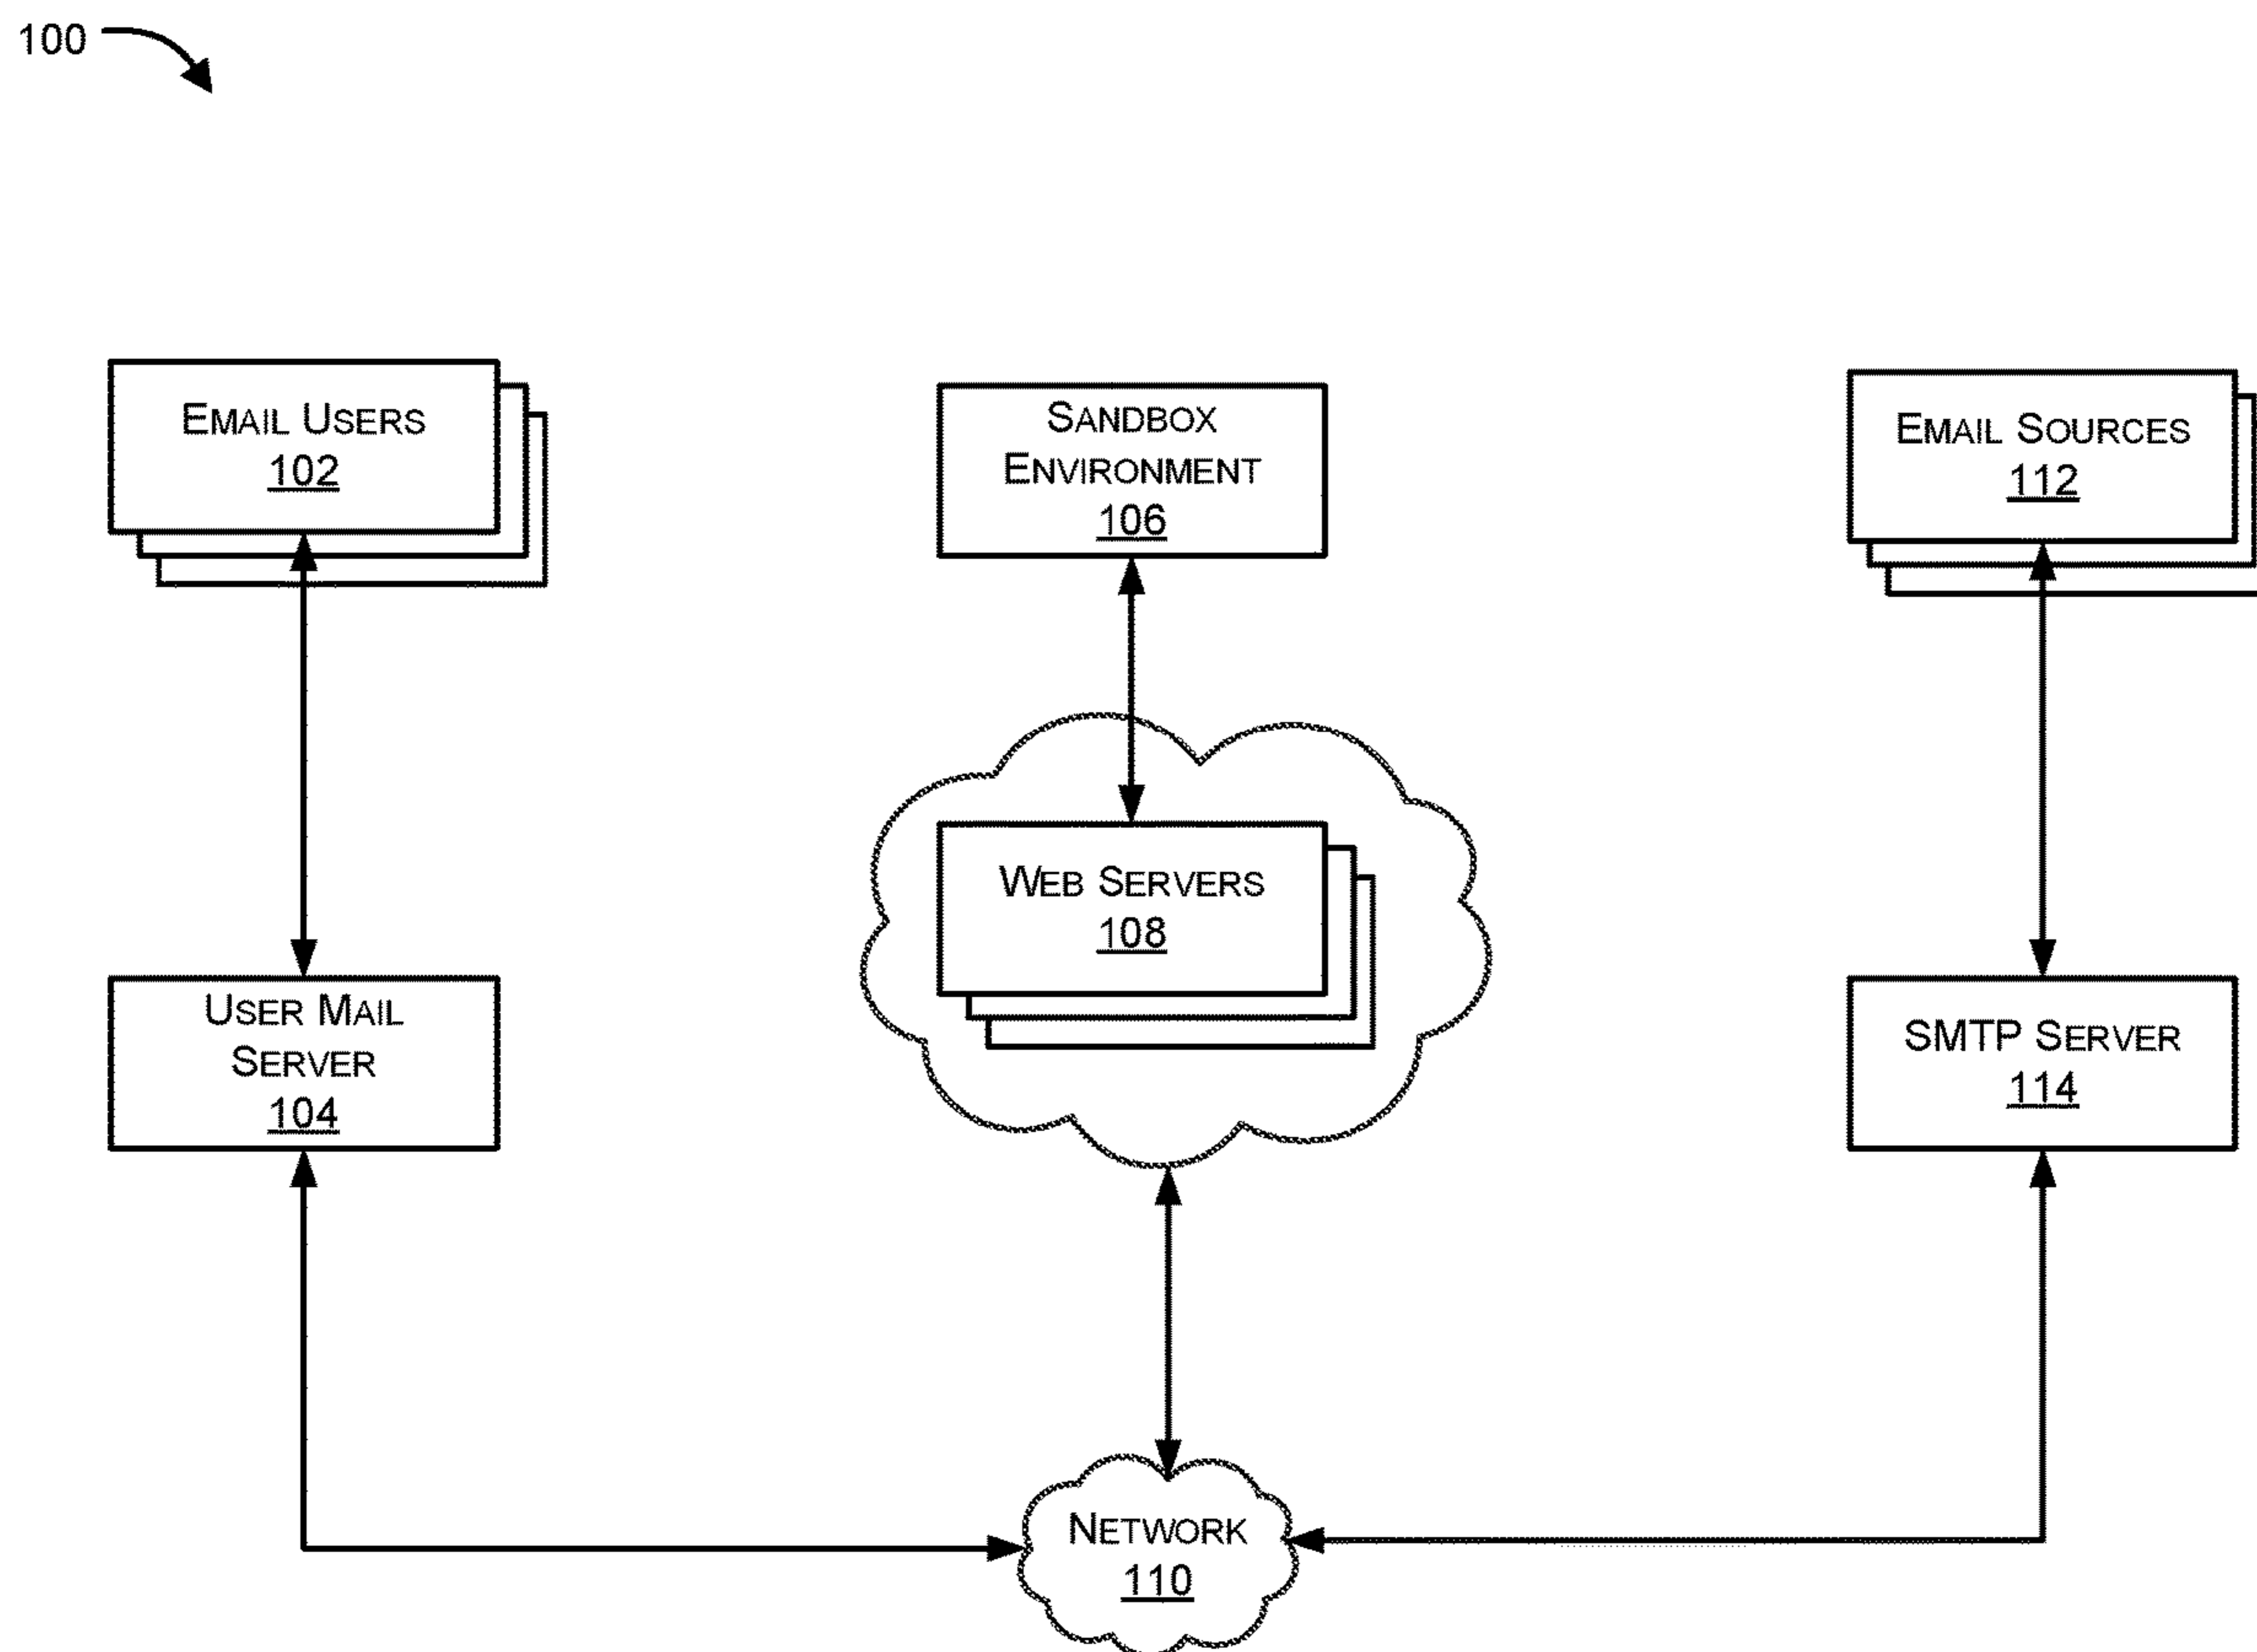 100
EMAIL USERS
102
SANDBOX
ENVIRONMENT
106
EMAIL SOURCES
112
WEB SERVERS
108
USER MAIL
SERVER
104
SMTP SERVER
114
NETWORK
110